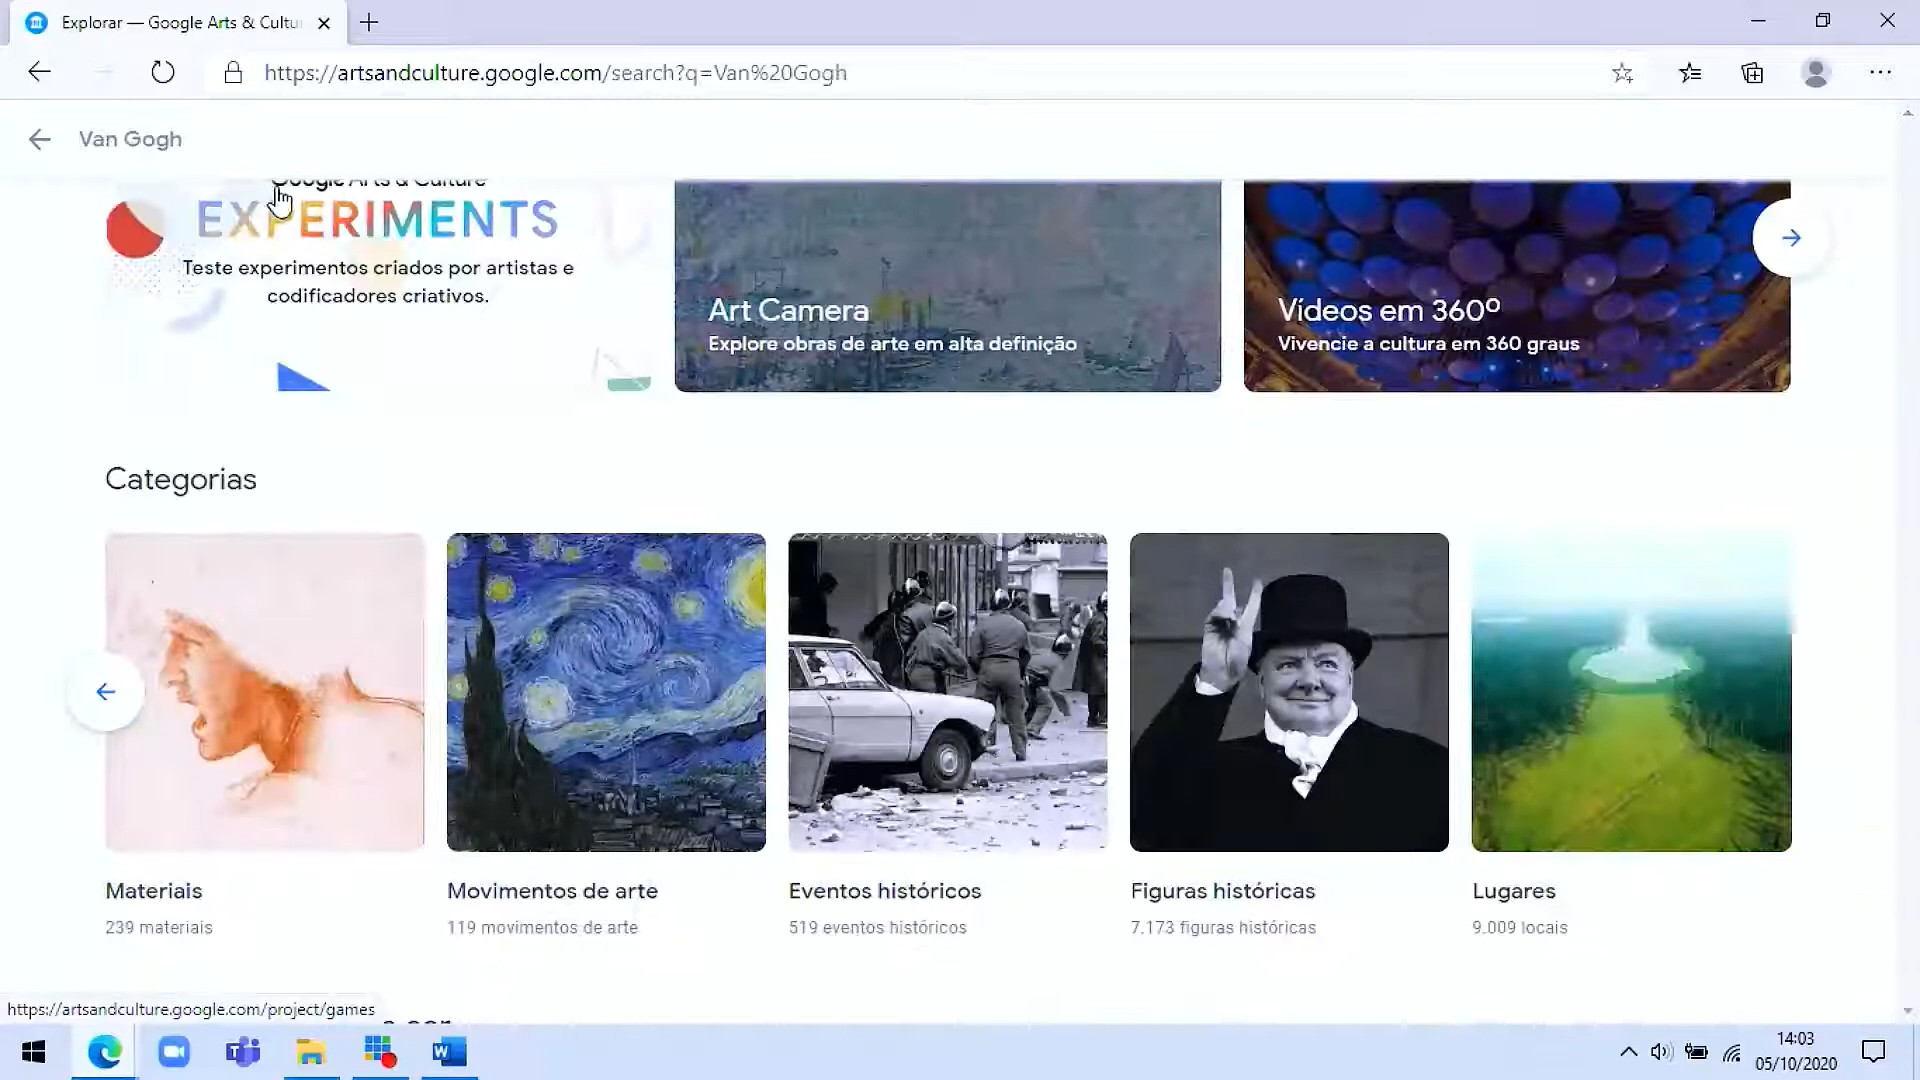 Explorar — Google Arts & Cultu
https://artsandculture.google.com/search?q=Van%20Gogh
Van Gogh
Google Arts & Culture
EXPERIMENTS
Teste experimentos criados por artistas e
codificadores criativos.
Art Camera
Explore obras de arte em alta definição
Vídeos em 360º
Vivencie a cultura em 360 graus
Categorias
Materiais
239 materiais
Movimentos de arte
119 movimentos de arte
Eventos históricos
519 eventos históricos
Figuras históricas
7.173 figuras históricas
Lugares
9.009 locais
https://artsandculture.google.com/project/games
14:03
05/10/2020